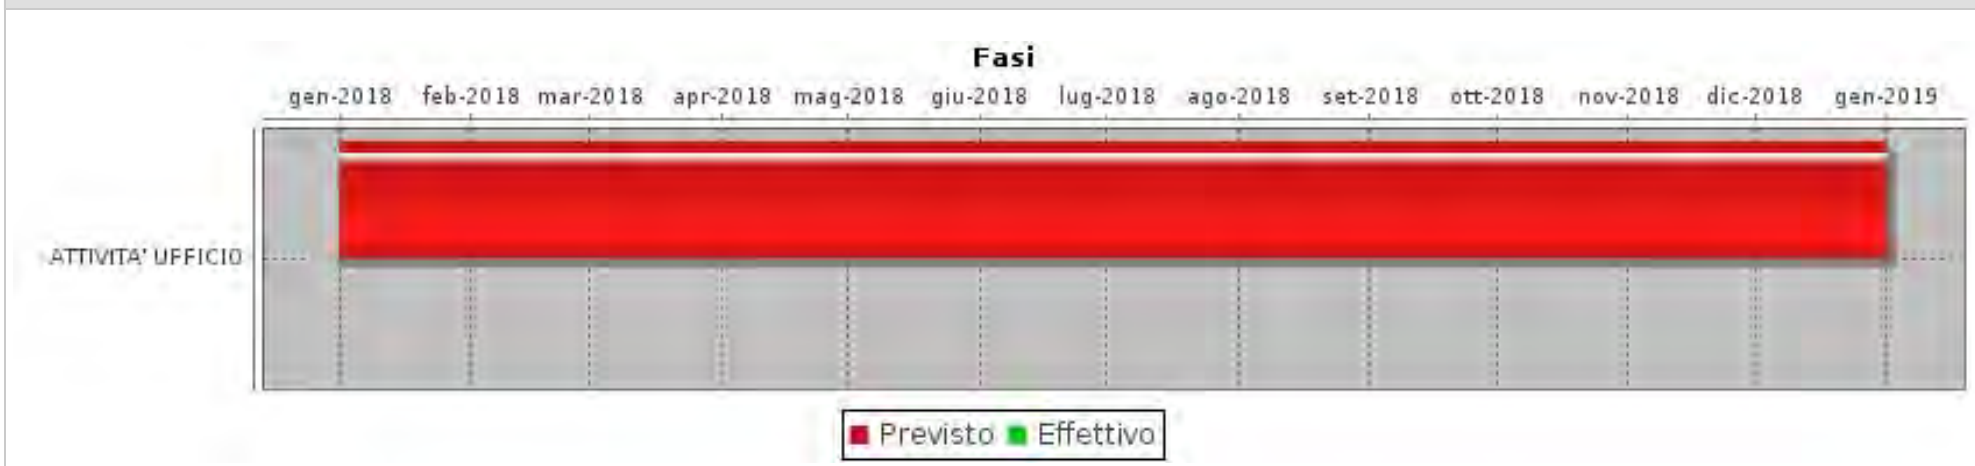 Fasi
gen-2018 feb-2018 mar-2018 apr-2018 mag-2018 giu-2018 lug-2018 ago-2018 set-2018 ott-2018 nov-2018 dic-2018 gen-2019
ATTIVITA' UFFICIO
Previsto Effettivo